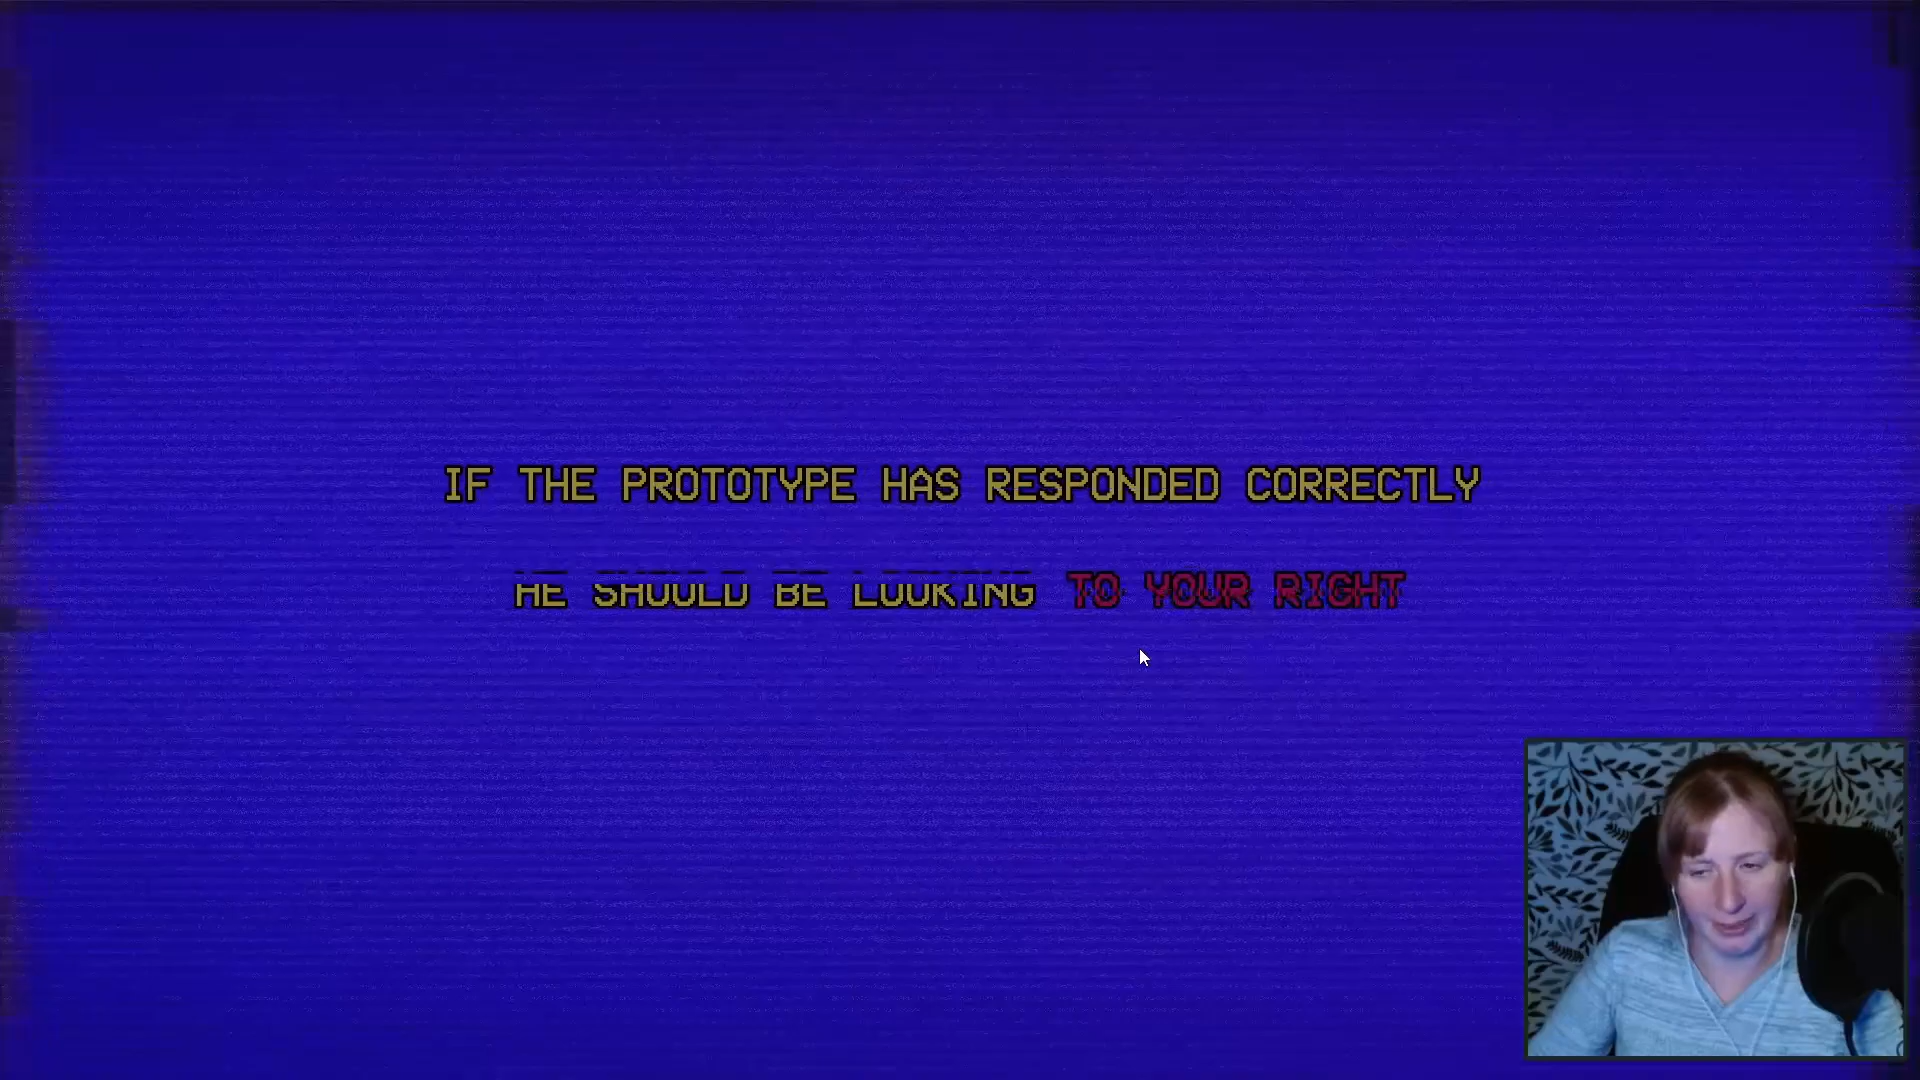 IF THE PROTOTYPE HAS RESPONDED CORRECTLY
HE SHOULD BE LOOKING TO YOUR RIGHT